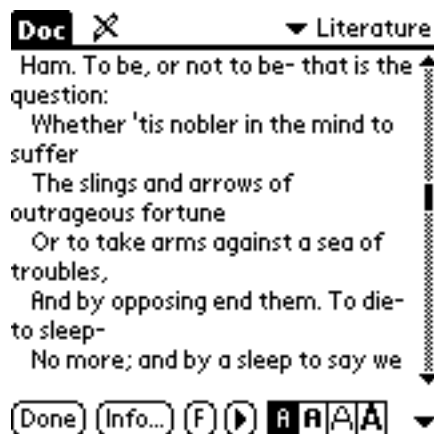 Doc Literature
Ham. To be, or not to be- that is the
question:
Whether 'tis nobler in the mind to
suffer
The slings and arrows of
outrageous fortune
Or to take arms against a sea of
troubles,
And by opposing end them. To die-
to sleep-
No more; and by a sleep to say we
Done Info... F A A A A